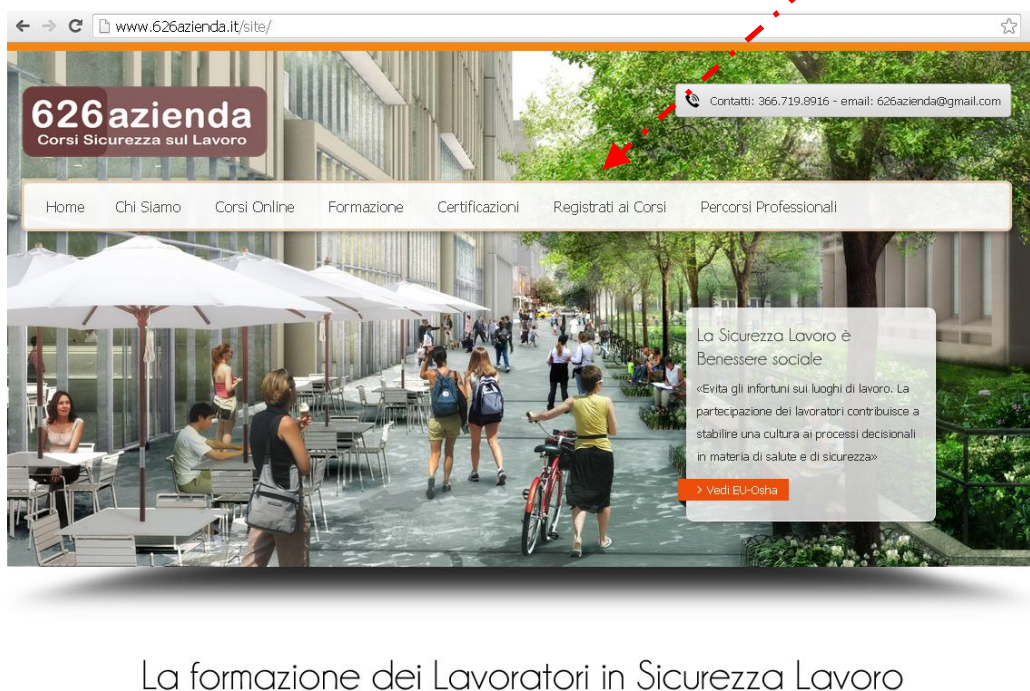 www.626azienda.it/site/
626azienda
Corsi Sicurezza sul Lavoro
Contatti: 366.719.8916 - email: 626azienda@gmail.com
Home Chi Siamo Corsi Online Formazione Certificazioni Registrati ai Corsi Percorsi Professionali
La Sicurezza Lavoro è
Benessere sociale
«Evita gli infortuni sui luoghi di lavoro. La
partecipazione dei lavoratori contribuisce a
stabilire una cultura ai processi decisionali
in materia di salute e di sicurezza»
> Vedi EU-Osha
La formazione dei Lavoratori in Sicurezza Lavoro